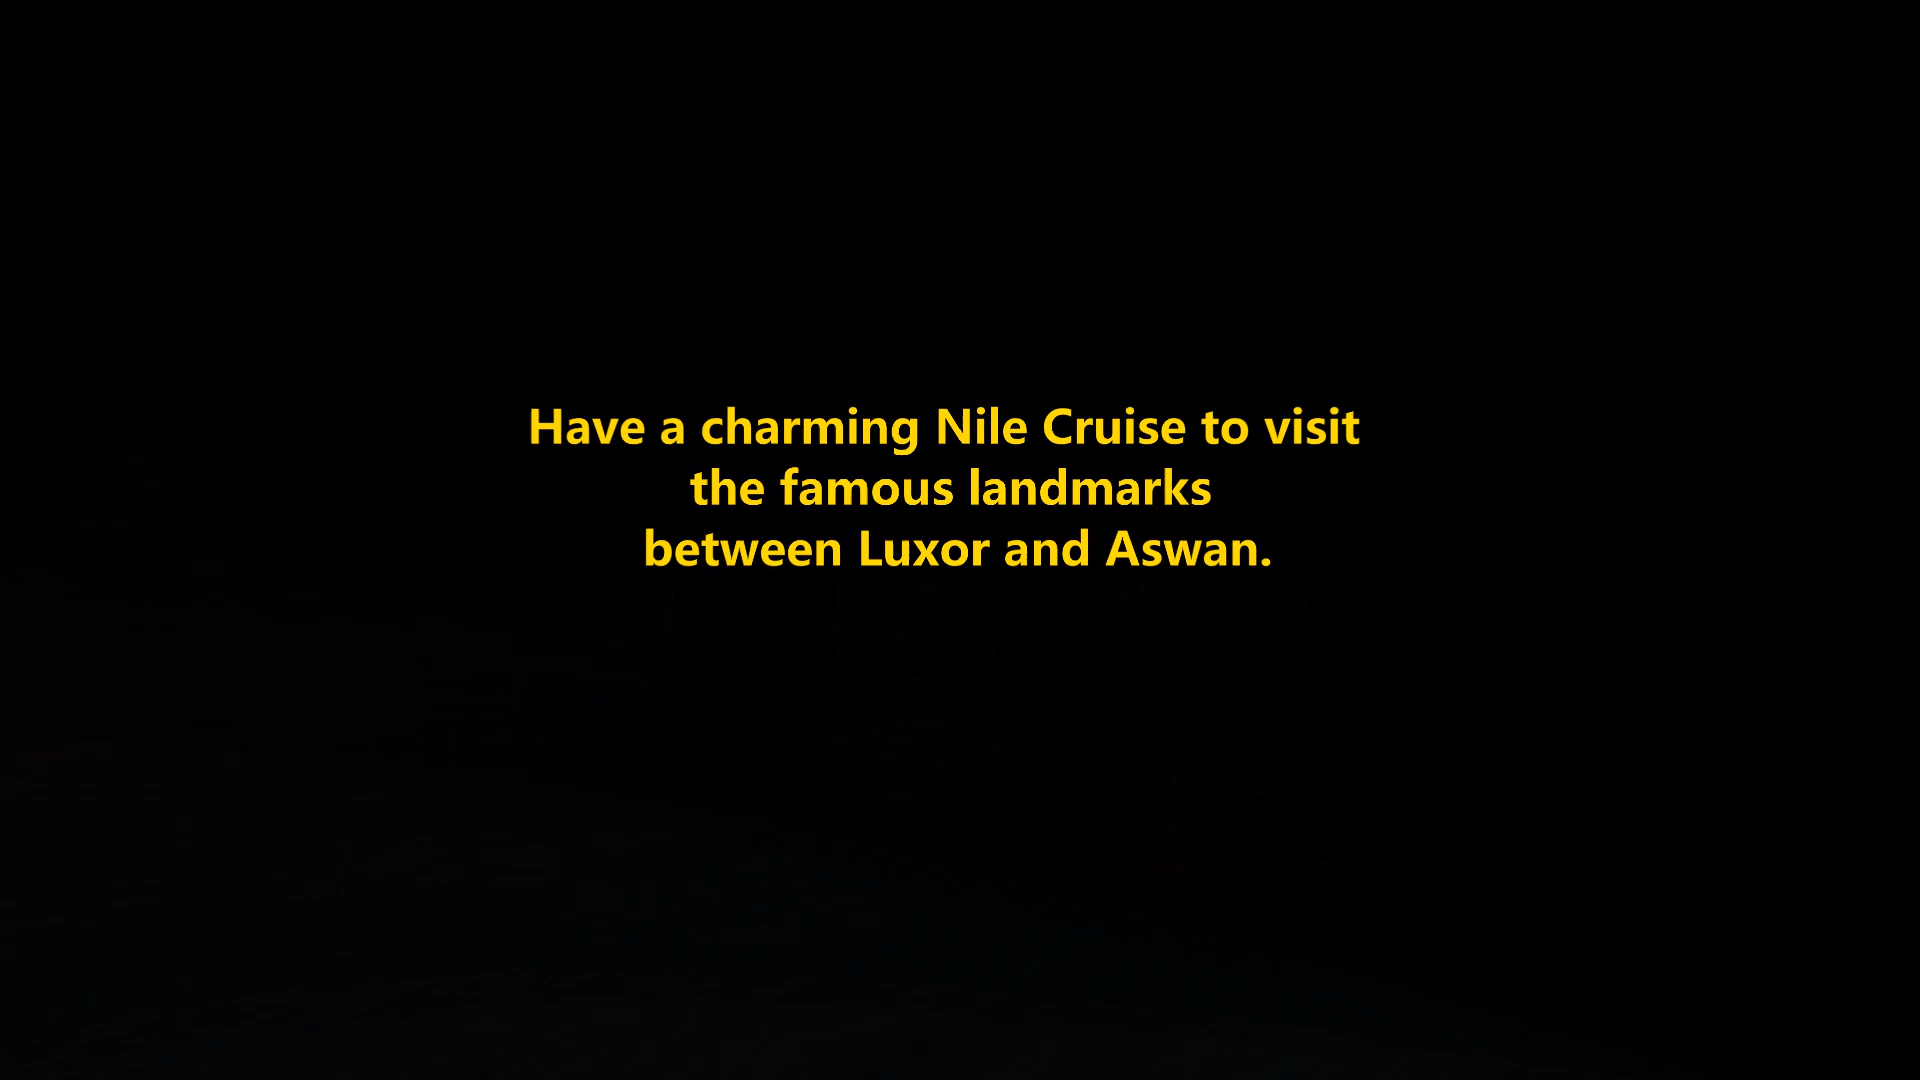 Have a charming Nile Cruise to visit
the famous landmarks
between Luxor and Aswan.